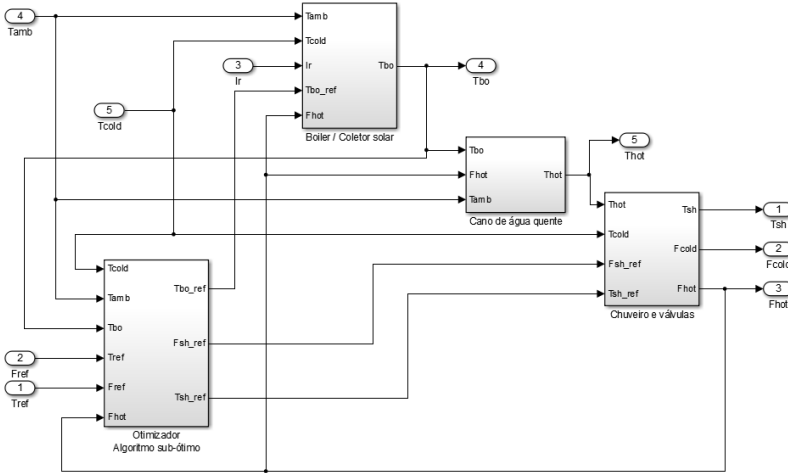 4
Tamb
Tamb
Tcold
3
Ir
Ir
Tbo_ref
Fhot
Tbo
Boiler / Coletor solar
4
Tbo
5
Tcold
Tbo
Fhot
Tamb
Thot
Cano de água quente
5
Thot
Thot
Tcold
Fsh_ref
Tsh_ref
Tsh
Fcold
Fhot
Chuveiro e válvulas
1
Tsh
2
Fcold
3
Fhot
Tcold
Tamb
Tbo
Tref
Fref
Fhot
Tbo_ref
Fsh_ref
Tsh_ref
Otimizador
Algoritmo sub-ótimo
2
Fref
1
Tref